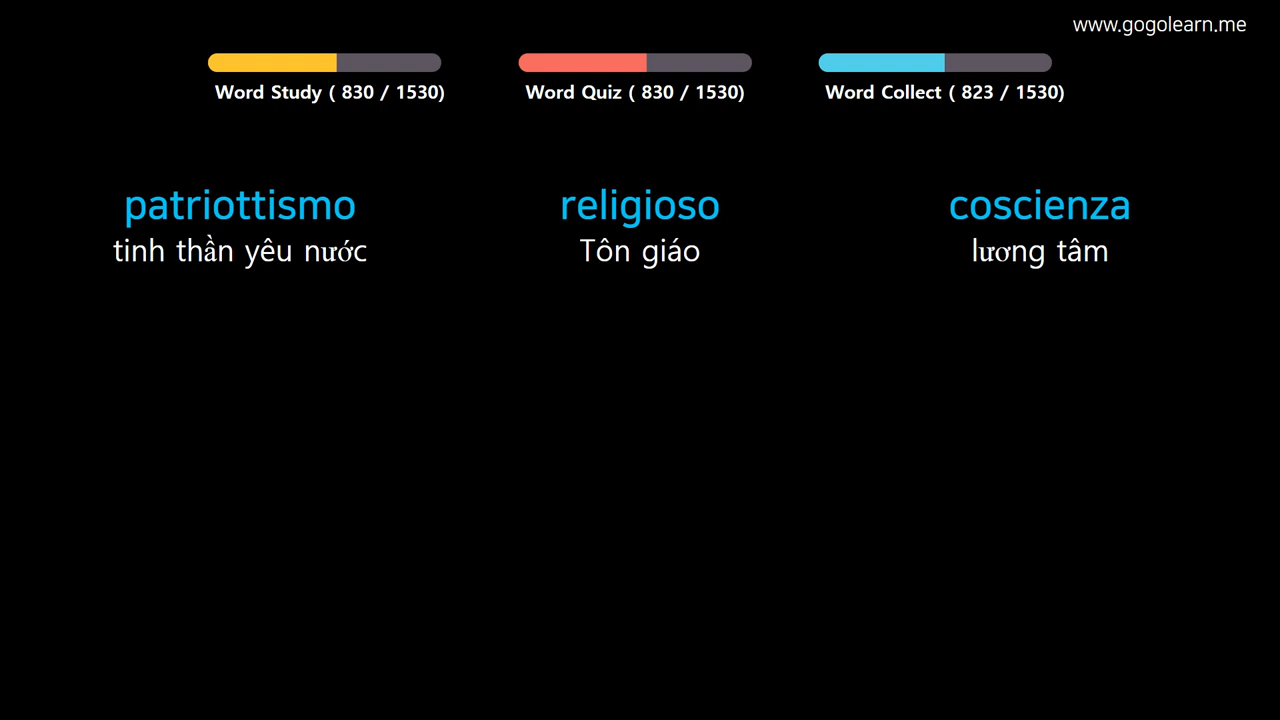 www.gogolearn.me
Word Study ( 830 / 1530)
Word Quiz ( 830 / 1530)
Word Collect ( 823 / 1530)
patriottismo
tinh thần yêu nước
religioso
Tôn giáo
coscienza
lương tâm